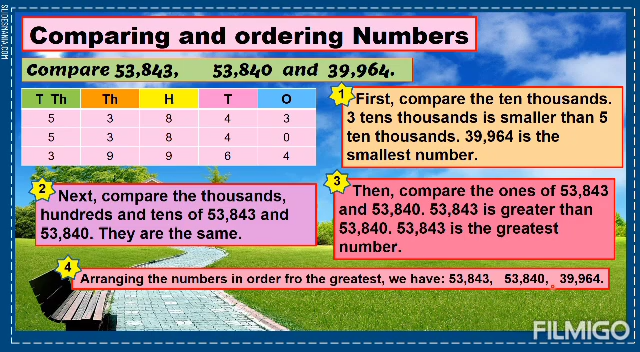 SLIDESMANIA.COM
Comparing and ordering Numbers
Compare 53,843, 53,840 and 39,964.
T Th Th H T O
5 3 8 4 3
5 3 8 4 0
3 9 9 6 4
1
First, compare the ten thousands.
3 tens thousands is smaller than 5
ten thousands. 39,964 is the
smallest number.
2
Next, compare the thousands,
hundreds and tens of 53,843 and
53,840. They are the same.
3
Then, compare the ones of 53,843
and 53,840. 53,843 is greater than
53,840. 53,843 is the greatest
number.
4
Arranging the numbers in order fro the greatest, we have: 53,843, 53,840, 39,964.
FILMIGO